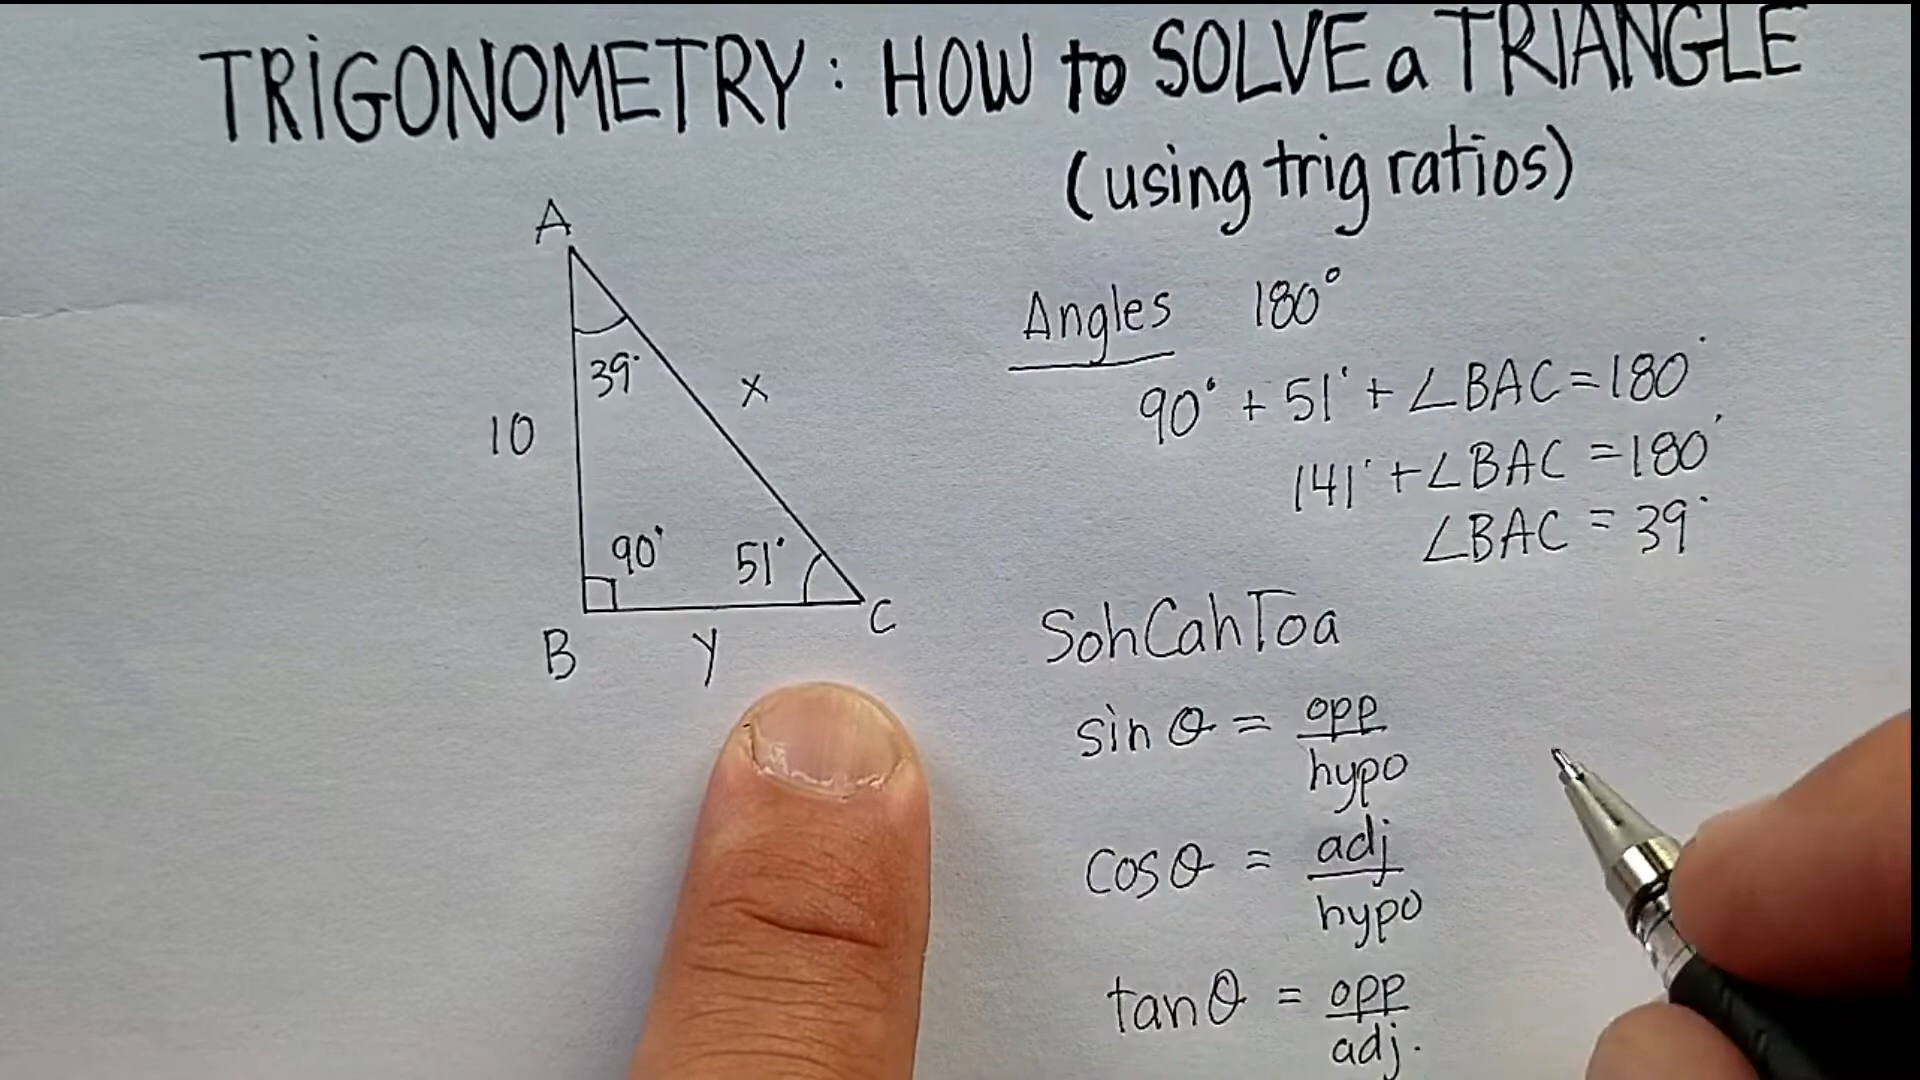 TRIGONOMETRY: HOW to SOLVE a TRIANGLE
(using trig ratios)
A
39°
x
10
90°
51°
B
y
C
Angles 180°
90° + 51° + ∠BAC = 180°
141° + ∠BAC = 180°
∠BAC = 39°
SohCahToa
sin θ = opp/hypo
cos θ = adj/hypo
tan θ = opp/adj.